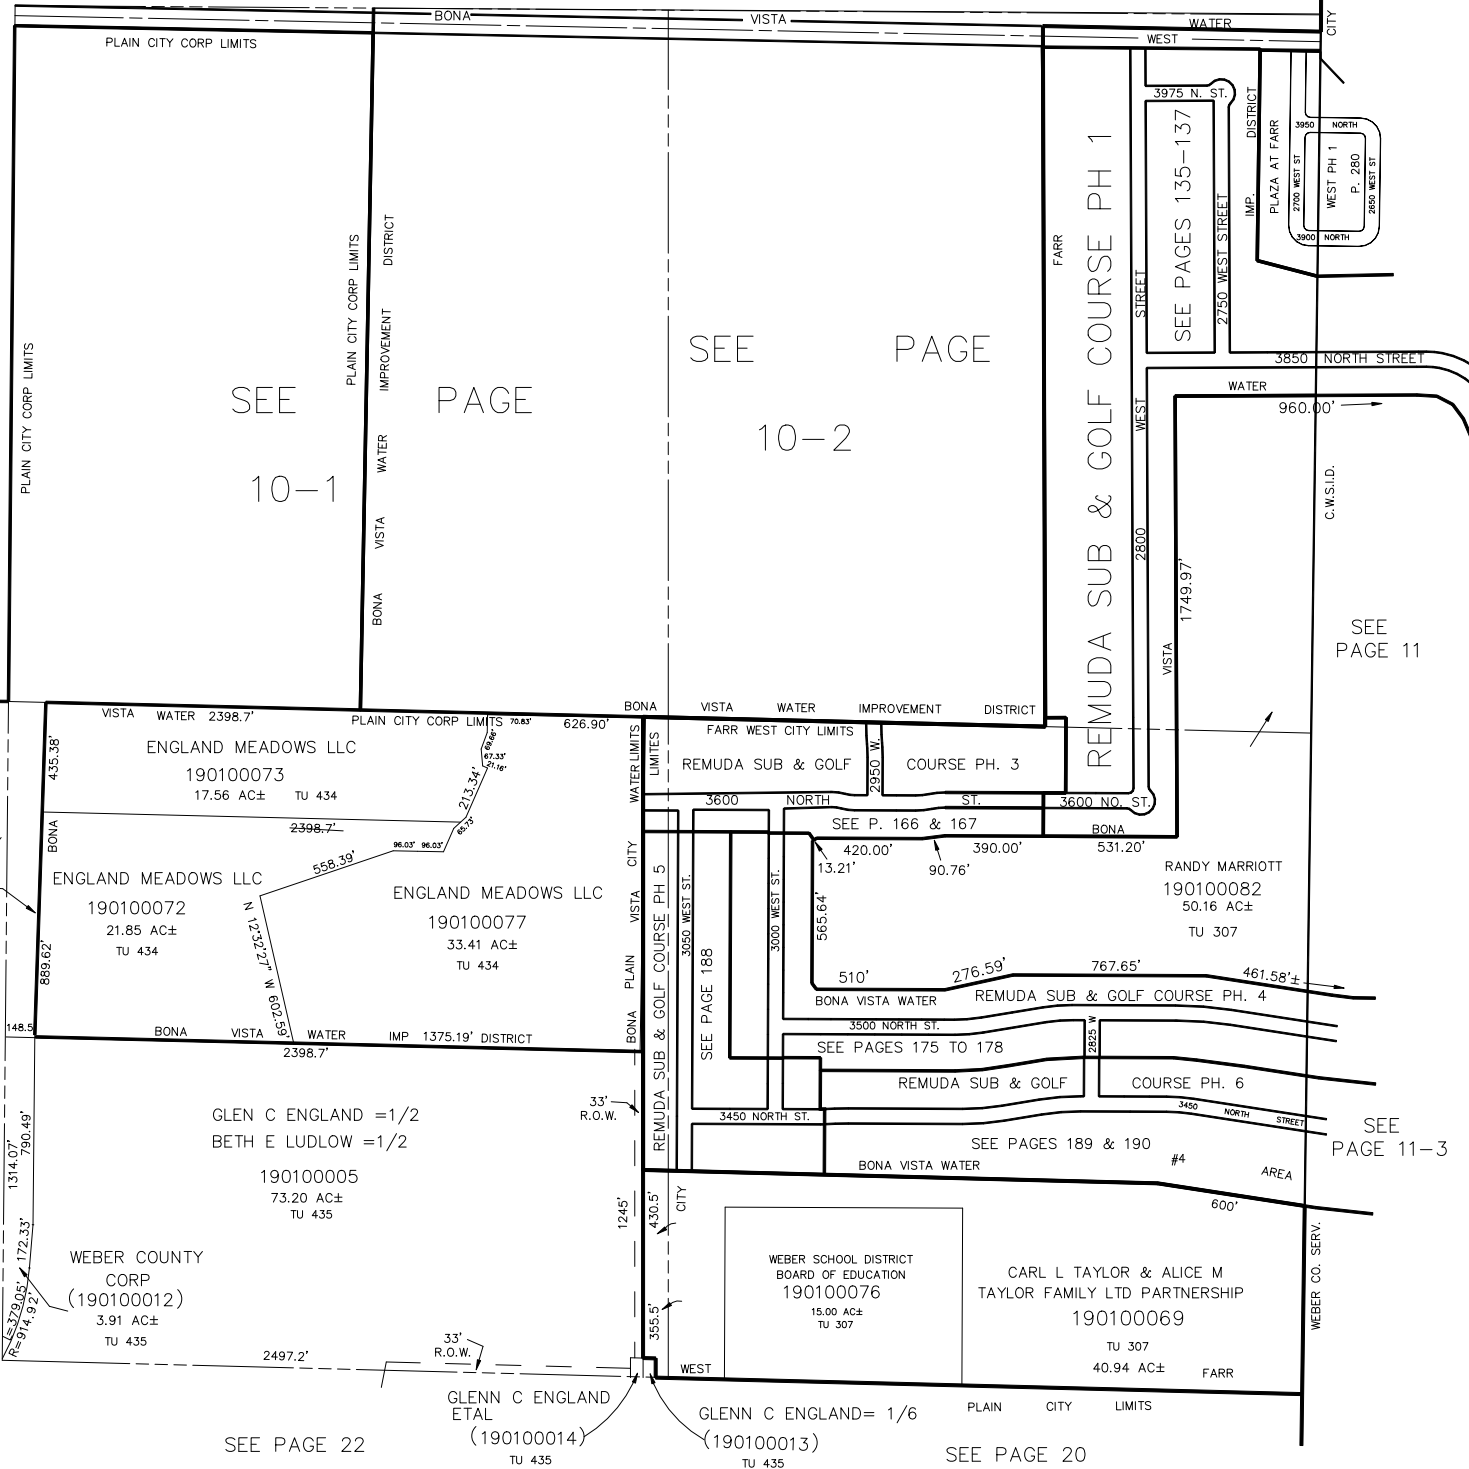 BONA
VISTA
WATER
CITY
PLAIN CITY CORP LIMITS
WEST
3975 N. ST.
DISTRICT
IMP.
PLAZA AT FARR
3950 NORTH
2700 WEST ST
WEST PH 1
P. 280
2650 WEST ST
3900 NORTH
SEE PAGES 135-137
2750 WEST STREET
REMUDA SUB & GOLF COURSE PH 1
FARR
STREET
WEST
2800
PLAIN CITY CORP LIMITS
PLAIN CITY CORP LIMITS
DISTRICT
IMPROVEMENT
WATER
VISTA
BONA
SEE PAGE
10-1
SEE PAGE
10-2
3850 NORTH STREET
WATER
960.00'
C.W.S.I.D.
1749.97'
VISTA
SEE
PAGE 11
VISTA WATER 2398.7'
PLAIN CITY CORP LIMITS
70.83'
626.90'
BONA VISTA WATER IMPROVEMENT DISTRICT
FARR WEST CITY LIMITS
435.38'
ENGLAND MEADOWS LLC
190100073
17.56 AC± TU 434
69.66'
67.33'
21.16'
213.34'
65.73'
2398.7'
96.03' 96.03'
558.39'
BONA
ENGLAND MEADOWS LLC
190100072
21.85 AC±
TU 434
889.62'
N 12°32'27" W 602.59'
ENGLAND MEADOWS LLC
190100077
33.41 AC±
TU 434
WATER LIMITS
CITY
VISTA
PLAIN
BONA
LIMITES
REMUDA SUB & GOLF COURSE PH. 3
2950 W.
3600 NORTH ST.
3600 NO. ST.
SEE P. 166 & 167
BONA
13.21'
420.00'
90.76'
390.00'
531.20'
REMUDA SUB & GOLF COURSE PH 5
3050 WEST ST.
SEE PAGE 188
3000 WEST ST.
565.64'
RANDY MARRIOTT
190100082
50.16 AC±
TU 307
510'
276.59'
767.65'
461.58'±
BONA VISTA WATER
REMUDA SUB & GOLF COURSE PH. 4
3500 NORTH ST.
2825 W
SEE PAGES 175 TO 178
REMUDA SUB & GOLF COURSE PH. 6
3450 NORTH ST.
3450 NORTH STREET
SEE PAGES 189 & 190
BONA VISTA WATER
#4 AREA
600'
SEE
PAGE 11-3
148.5
BONA VISTA WATER IMP 1375.19' DISTRICT
2398.7'
33'
R.O.W.
GLEN C ENGLAND =1/2
BETH E LUDLOW =1/2
190100005
73.20 AC±
TU 435
790.49'
1314.07'
172.33'
L=379.05'
R=914.92'
WEBER COUNTY
CORP
(190100012)
3.91 AC±
TU 435
1245'
430.5'
CITY
355.5'
WEBER SCHOOL DISTRICT
BOARD OF EDUCATION
190100076
15.00 AC±
TU 307
CARL L TAYLOR & ALICE M
TAYLOR FAMILY LTD PARTNERSHIP
190100069
TU 307
40.94 AC±
FARR
WEBER CO. SERV.
2497.2'
33'
R.O.W.
WEST
PLAIN CITY LIMITS
GLENN C ENGLAND
ETAL
(190100014)
TU 435
GLENN C ENGLAND= 1/6
(190100013)
TU 435
SEE PAGE 22
SEE PAGE 20